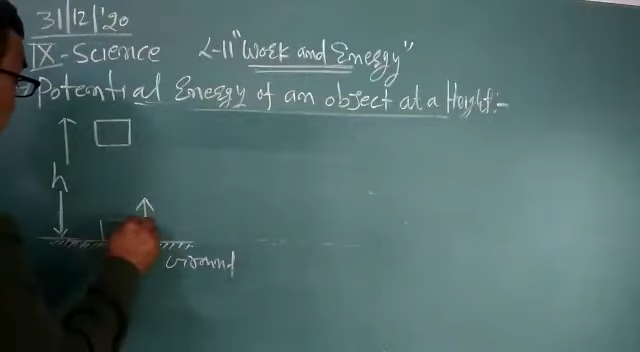 31/12/'20
IX-Science L-11 "Work and Energy"
Potential Energy of an object at a Height:-
h
Ground